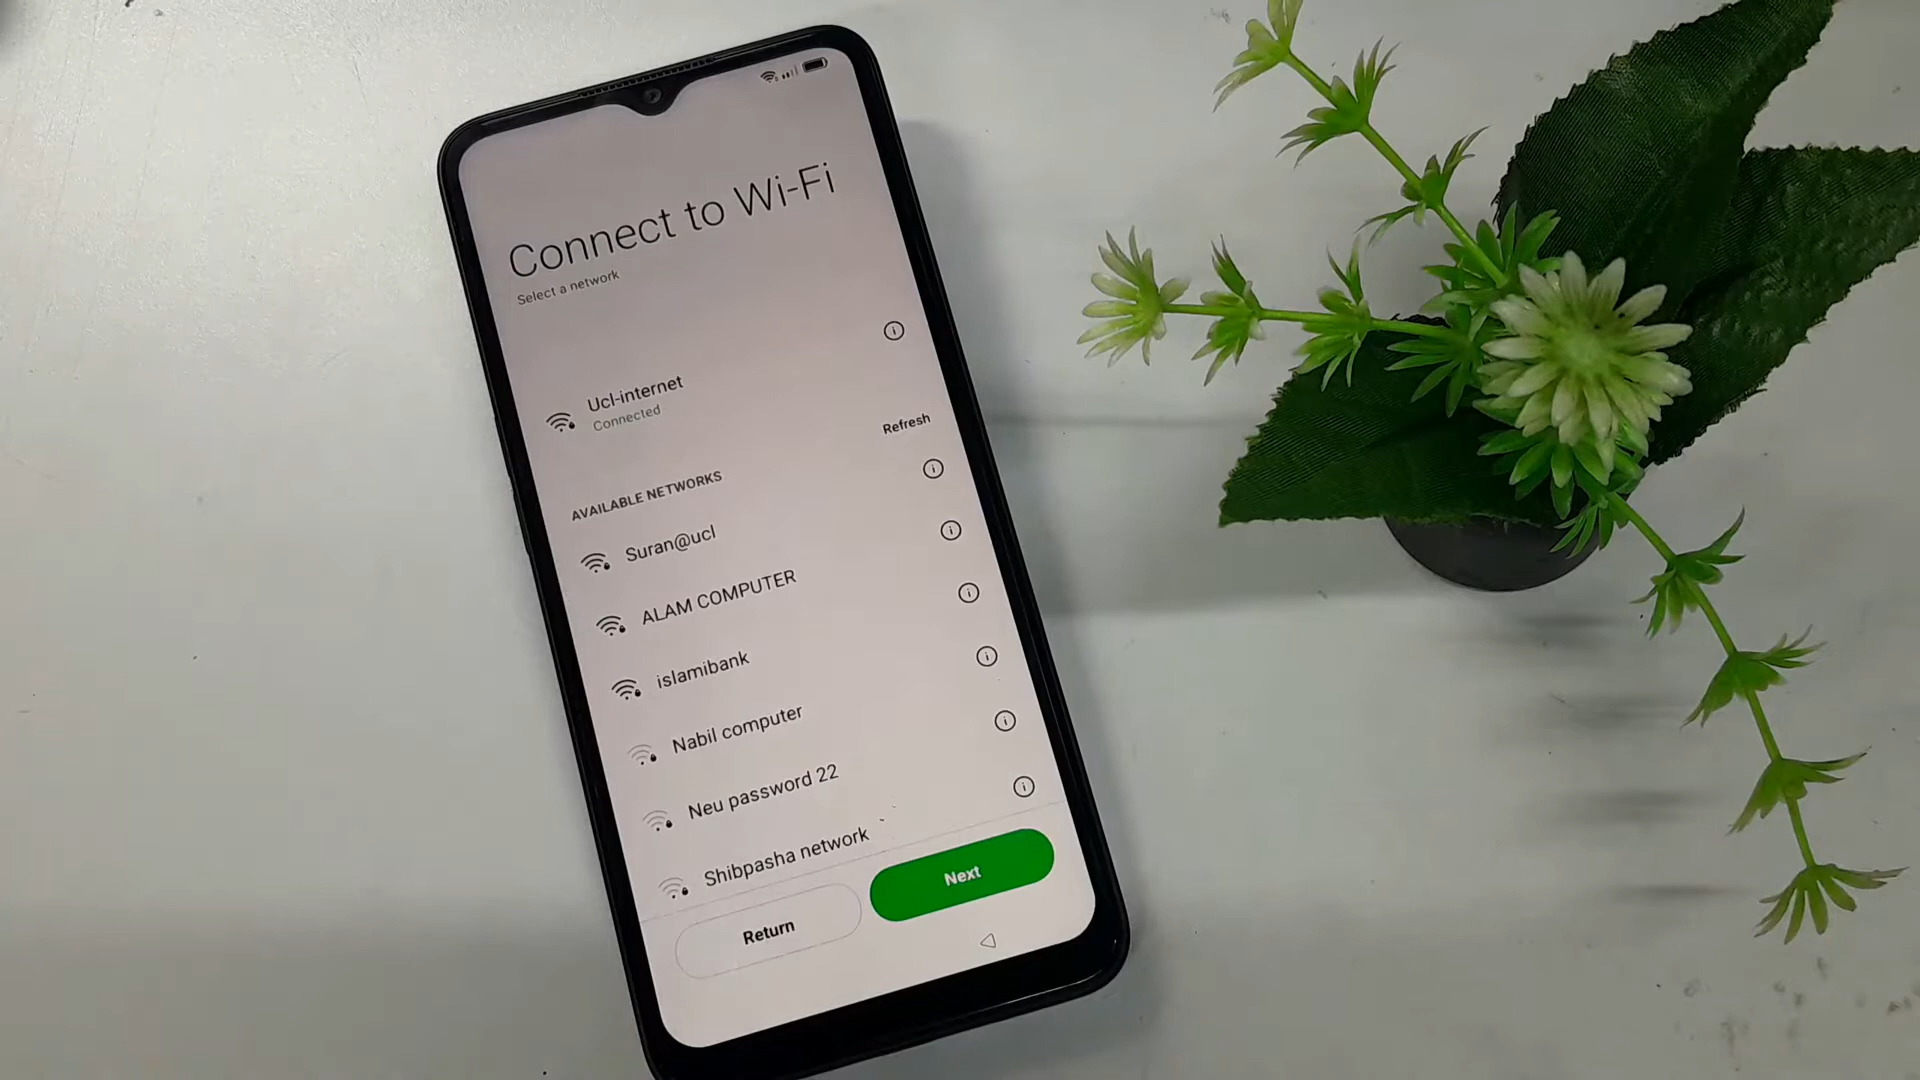 Connect to Wi-Fi
Select a network
Ucl-internet
Connected
Refresh
AVAILABLE NETWORKS
Suran@ucl
ALAM COMPUTER
islamibank
Nabil computer
Neu password 22
Shibpasha network
Return
Next